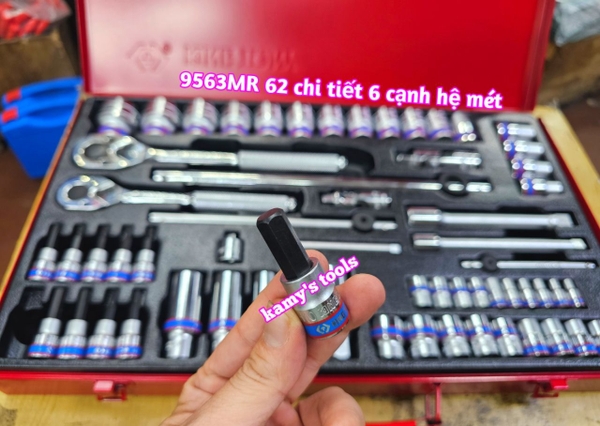 9563MR 62 chi tiết 6 cạnh hệ mét
kamy's tools